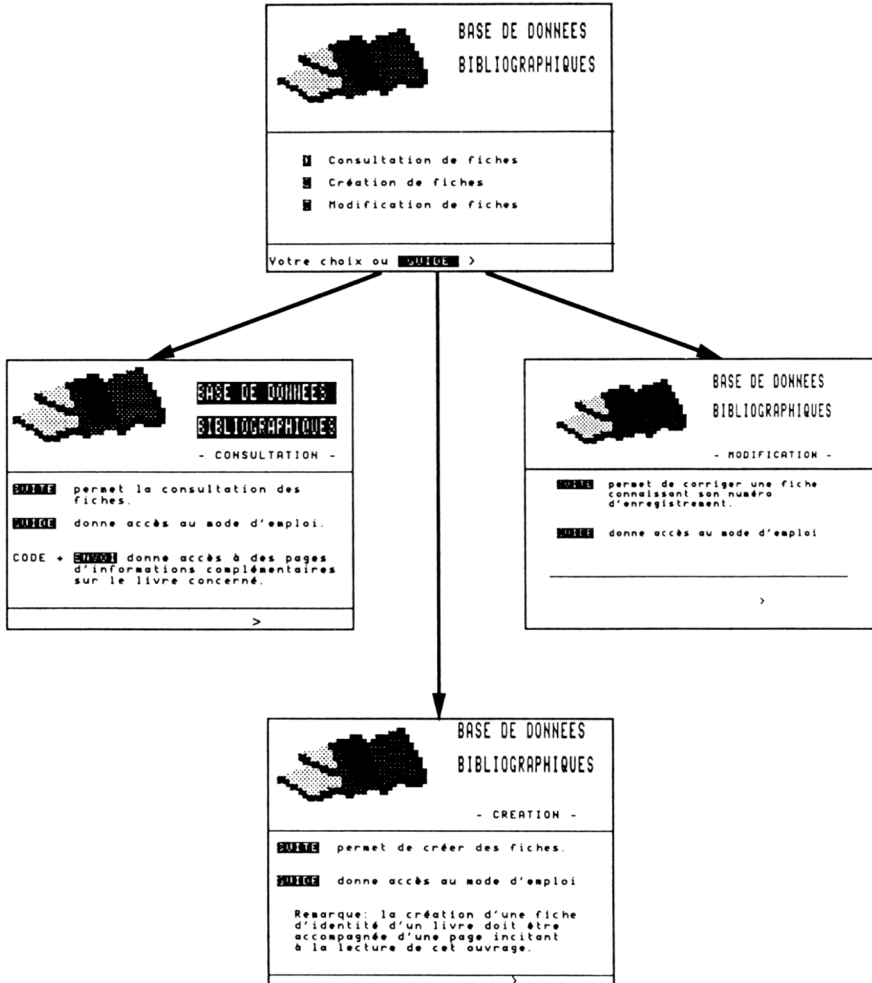 BASE DE DONNEES
BIBLIOGRAPHIQUES
Consultation de fiches
Création de fiches
Modification de fiches
Votre choix ou GUIDE >
BASE DE DONNEES
BIBLIOGRAPHIQUES
- CONSULTATION -
SUITE permet la consultation des
fiches.
GUIDE donne accès au mode d'emploi.
CODE + ENVOI donne accès à des pages
d'informations complémentaires
sur le livre concerné.
>
BASE DE DONNEES
BIBLIOGRAPHIQUES
- MODIFICATION -
SUITE permet de corriger une fiche
connaissant son numéro
d'enregistrement.
GUIDE donne accès au mode d'emploi
>
BASE DE DONNEES
BIBLIOGRAPHIQUES
- CREATION -
SUITE permet de créer des fiches.
GUIDE donne accès au mode d'emploi
Remarque: la création d'une fiche
d'identité d'un livre doit être
accompagnée d'une page incitant
à la lecture de cet ouvrage.
>